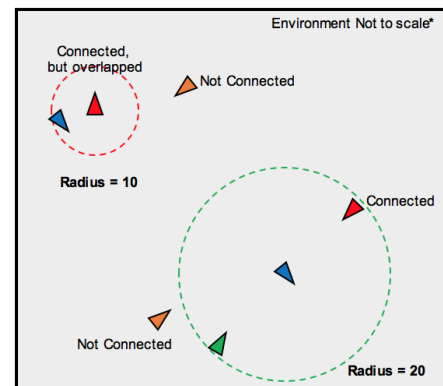 Environment Not to scale*
Connected,
but overlapped
Not Connected
Radius = 10
Connected
Not Connected
Radius = 20